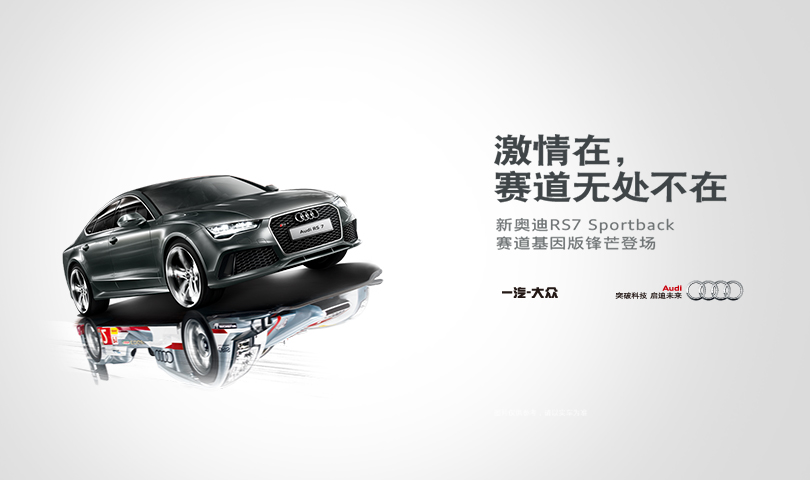 激情在，
赛道无处不在
新奥迪RS7 Sportback
赛道基因版锋芒登场
一汽-大众
Audi
突破科技 启迪未来
Audi RS 7